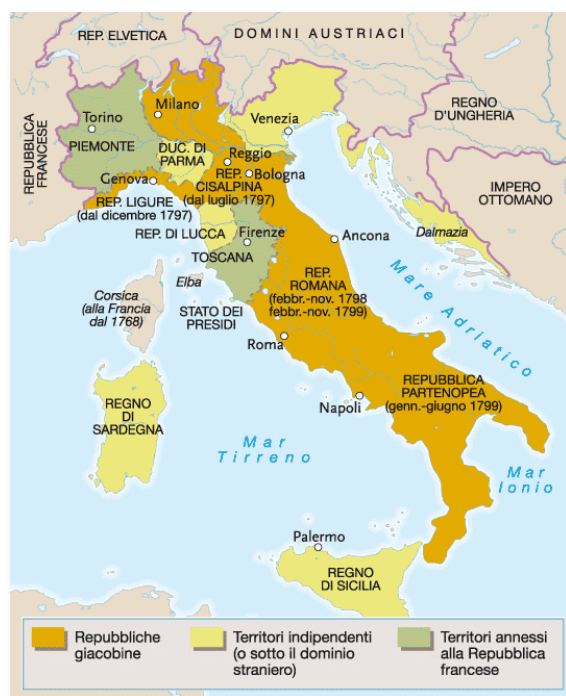 REP. ELVETICA
DOMINI AUSTRIACI
REPUBBLICA
FRANCESE
Torino
PIEMONTE
Milano
Venezia
REGNO
D'UNGHERIA
DUC. DI
PARMA
Reggio
Genova
REP.
CISALPINA
(dal luglio 1797)
Bologna
IMPERO
OTTOMANO
REP. LIGURE
(dal dicembre 1797)
REP. DI LUCCA
Firenze
TOSCANA
Ancona
Dalmazia
Corsica
(alla Francia
dal 1768)
Elba
STATO DEI
PRESIDI
REP.
ROMANA
(febbr.-nov. 1798
febbr.-nov. 1799)
Mare Adriatico
Roma
REGNO
DI
SARDEGNA
Napoli
REPUBBLICA
PARTENOPEA
(genn.-giugno 1799)
Mar
Tirreno
Mar
Ionio
Palermo
REGNO
DI SICILIA
Repubbliche
giacobine
Territori indipendenti
(o sotto il dominio
straniero)
Territori annessi
alla Repubblica
francese